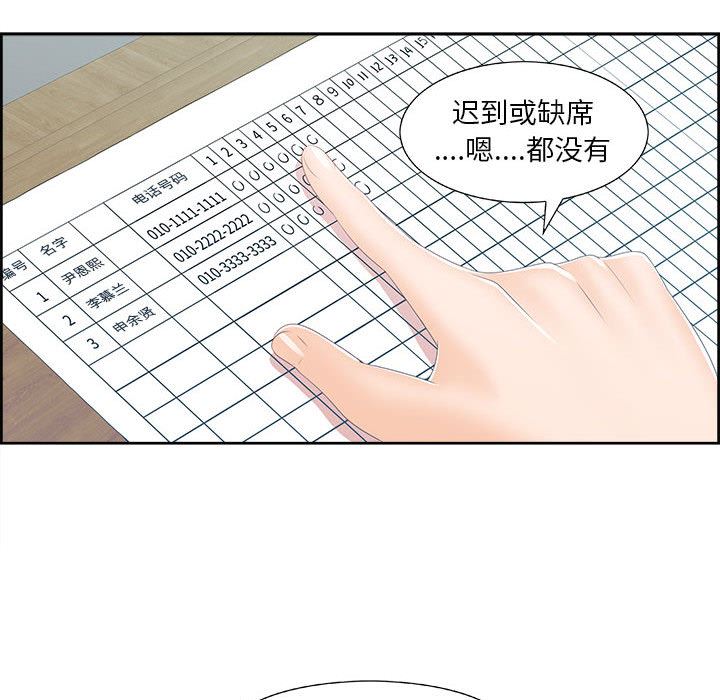 迟到或缺席
....嗯....都没有
编号 名字 电话号码 1 2 3 4 5 6 7 8 9 10 11 12 13 14 15
1 尹恩熙 010-1111-1111 O O O O O G
2 李慕兰 010-2222-2222
3 申余贤 010-3333-3333